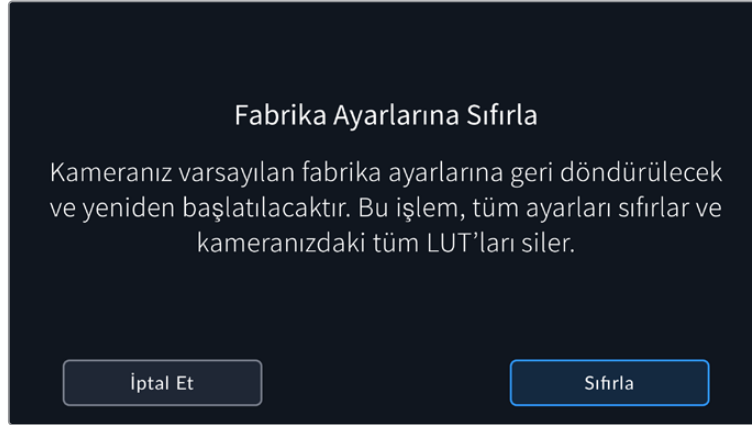 Fabrika Ayarlarına Sıfırla
Kameranız varsayılan fabrika ayarlarına geri döndürülecek
ve yeniden başlatılacaktır. Bu işlem, tüm ayarları sıfırlar ve
kameranızdaki tüm LUT’ları siler.
İptal Et
Sıfırla